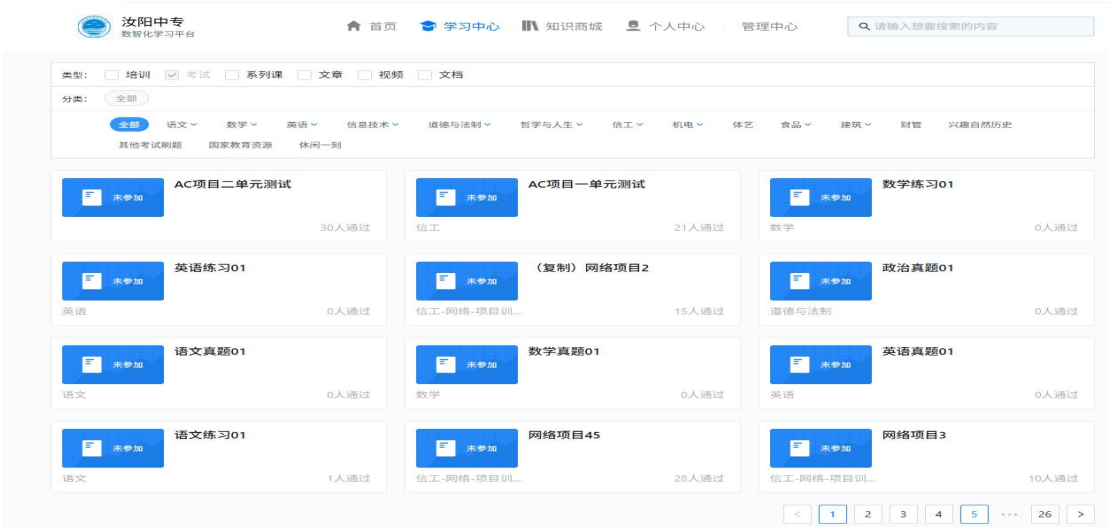 汝阳中专
数智化学习平台
首页 学习中心 知识商城 个人中心 管理中心 请输入想要搜索的内容
类型： 培训 考试 系列课 文章 视频 文档
分类： 全部
全部 语文 数学 英语 信息技术 道德与法制 哲学与人生 信工 机电 体艺 食品 建筑 财管 兴趣自然历史
其他考试刷题 国家教育资源 休闲一刻
未参加 AC项目二单元测试
30人通过
未参加 AC项目一单元测试
信工 21人通过
未参加 数学练习01
数学 0人通过
未参加 英语练习01
英语 0人通过
未参加 （复制）网络项目2
信工-网络-项目训... 15人通过
未参加 政治真题01
道德与法制 0人通过
未参加 语文真题01
语文 0人通过
未参加 数学真题01
数学 0人通过
未参加 英语真题01
英语 0人通过
未参加 语文练习01
语文 1人通过
未参加 网络项目45
信工-网络-项目训... 28人通过
未参加 网络项目3
信工-网络-项目训... 10人通过
< 1 2 3 4 5 ··· 26 >